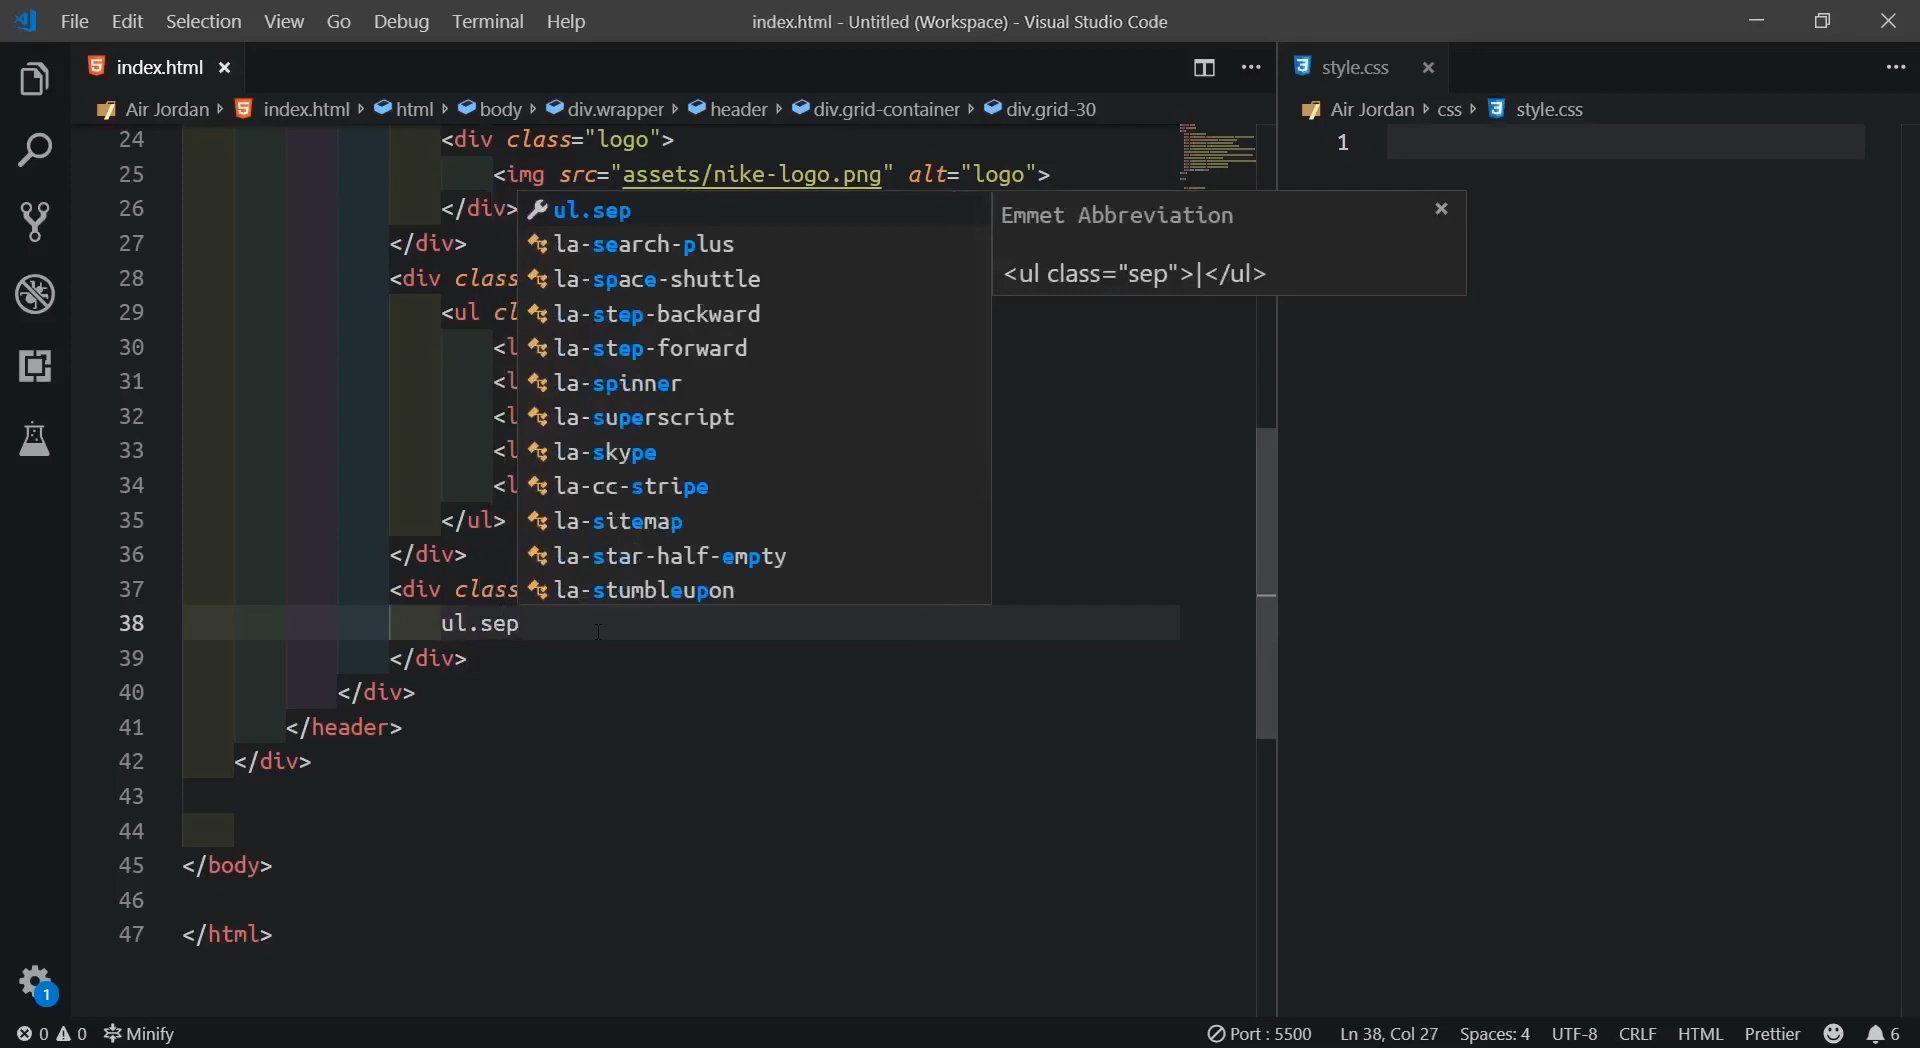 File Edit Selection View Go Debug Terminal Help index.html - Untitled (Workspace) - Visual Studio Code
index.html
style.css
Air Jordan index.html html body div.wrapper header div.grid-container div.grid-30
Air Jordan css style.css
24 <div class="logo">
25 <img src="assets/nike-logo.png" alt="logo">
26 </div>
27 </div>
28 <div class
29 <ul cl
30 <l
31 <l
32 <l
33 <l
34 <l
35 </ul>
36 </div>
37 <div class
38 ul.sep
39 </div>
40 </div>
41 </header>
42 </div>
43
44
45 </body>
46
47 </html>
ul.sep
la-search-plus
la-space-shuttle
la-step-backward
la-step-forward
la-spinner
la-superscript
la-skype
la-cc-stripe
la-sitemap
la-star-half-empty
la-stumbleupon
Emmet Abbreviation
<ul class="sep">|</ul>
1
1
0 0 Minify Port : 5500 Ln 38, Col 27 Spaces: 4 UTF-8 CRLF HTML Prettier 6